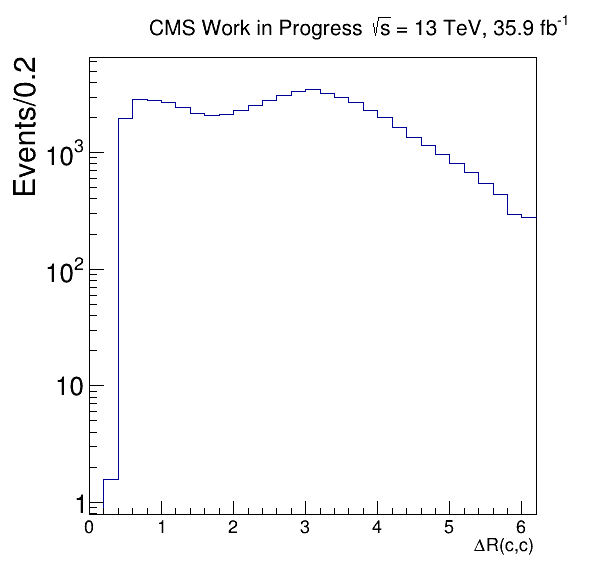 CMS Work in Progress √s = 13 TeV, 35.9 fb⁻¹
Events/0.2
10³
10²
10
1
0 1 2 3 4 5 6
ΔR(c,c)